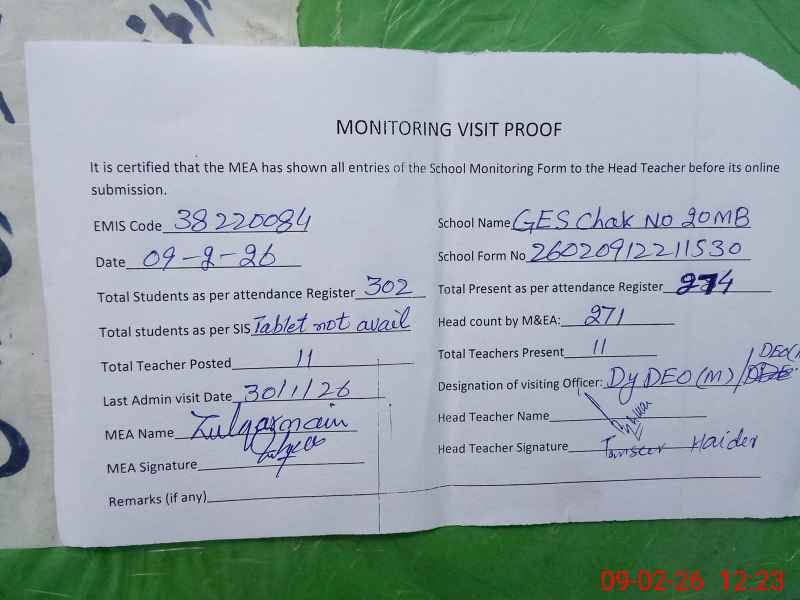 MONITORING VISIT PROOF
It is certified that the MEA has shown all entries of the School Monitoring Form to the Head Teacher before its online
submission.
EMIS Code 38220084
School Name GES Chak No 20MB
Date 09-2-26
School Form No 26020912211530
Total Students as per attendance Register 302
Total Present as per attendance Register 274
Total students as per SIS Tablet not avail
Head count by M&EA: 271
Total Teacher Posted 11
Total Teachers Present 11
Last Admin visit Date 30/1/26
Designation of visiting Officer: Dy DEO (M) / DEO
MEA Name Zulqarnain
Head Teacher Name
MEA Signature
Head Teacher Signature Haider
Remarks (if any)
09-02-26 12:23